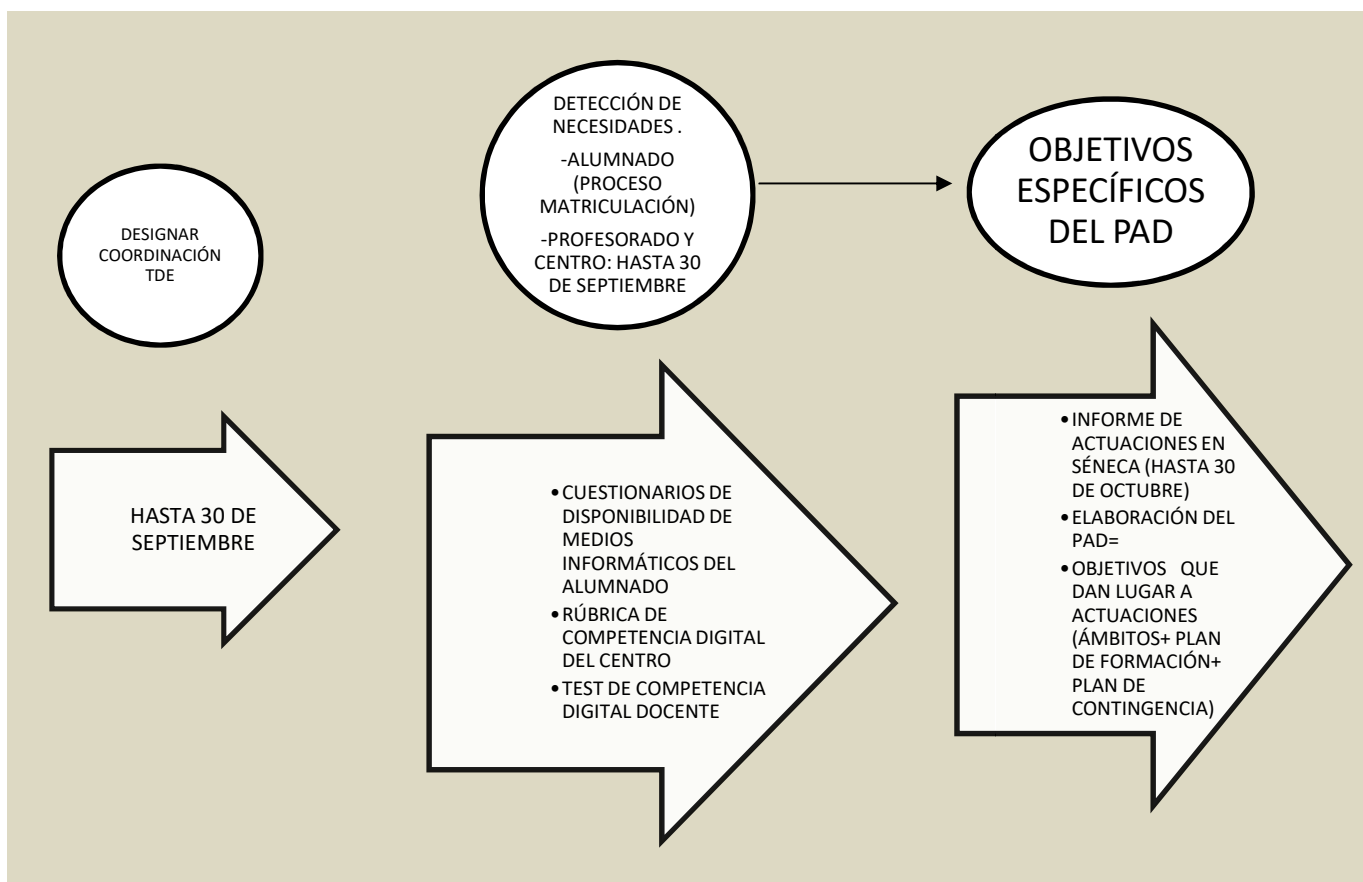 DESIGNAR
COORDINACIÓN
TDE
HASTA 30 DE
SEPTIEMBRE
DETECCIÓN DE
NECESIDADES .
-ALUMNADO
(PROCESO
MATRICULACIÓN)
-PROFESORADO Y
CENTRO: HASTA 30
DE SEPTIEMBRE
•CUESTIONARIOS DE
DISPONIBILIDAD DE
MEDIOS
INFORMÁTICOS DEL
ALUMNADO
•RÚBRICA DE
COMPETENCIA DIGITAL
DEL CENTRO
•TEST DE COMPETENCIA
DIGITAL DOCENTE
OBJETIVOS
ESPECÍFICOS
DEL PAD
•INFORME DE
ACTUACIONES EN
SÉNECA (HASTA 30
DE OCTUBRE)
•ELABORACIÓN DEL
PAD=
•OBJETIVOS QUE
DAN LUGAR A
ACTUACIONES
(ÁMBITOS+ PLAN
DE FORMACIÓN+
PLAN DE
CONTINGENCIA)